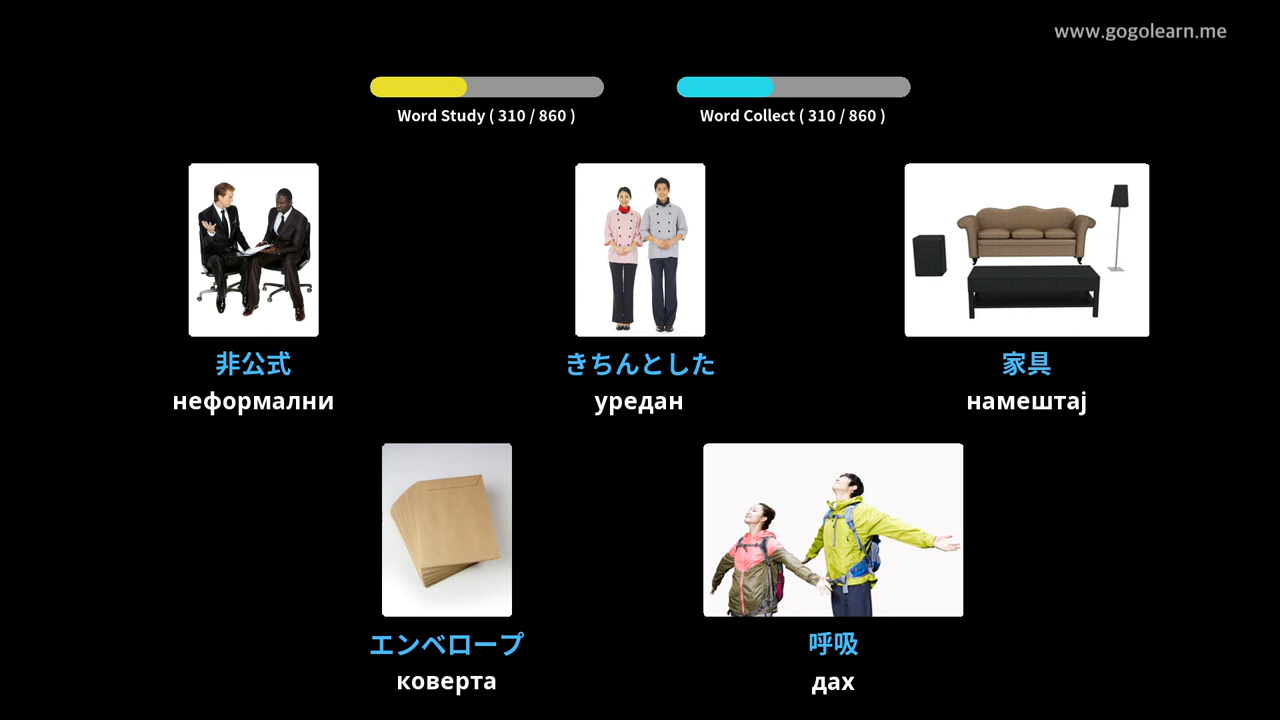 www.gogolearn.me
Word Study ( 310 / 860 )
Word Collect ( 310 / 860 )
非公式
неформални
きちんとした
уредан
家具
намештај
エンベロープ
коверта
呼吸
дах